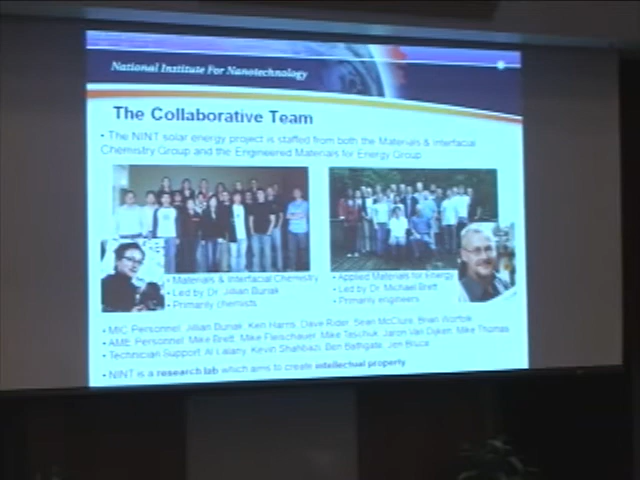 National Institute For Nanotechnology
The Collaborative Team
• The NINT solar energy project is staffed from both the Materials & Interfacial
Chemistry Group and the Engineered Materials for Energy Group
• Materials & Interfacial Chemistry
• Led by Dr. Jillian Buriak
• Primarily chemists
• Applied Materials for Energy
• Led by Dr. Michael Brett
• Primarily engineers
• MIC Personnel: Jillian Buriak, Ken Harris, Dave Rider, Sean McClure, Brian Worfolk
• AME Personnel: Mike Brett, Mike Fleischauer, Mike Taschuk, Jaron Van Dijken, Mike Thomas
• Technician Support: Al Lalany, Kevin Shahbazi, Ben Bathgate, Jen Bruce
• NINT is a research lab which aims to create intellectual property